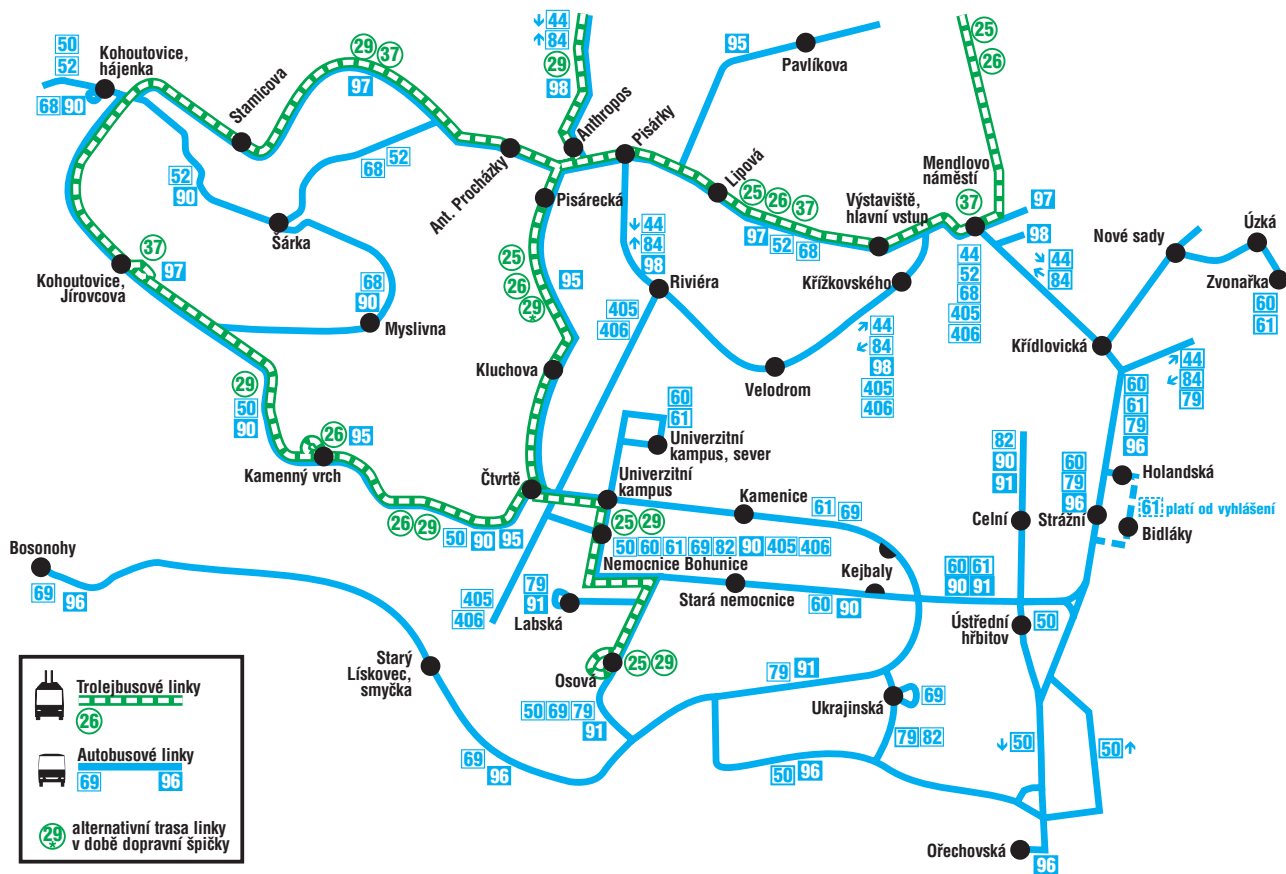 50
52
Kohoutovice,
hájenka
68 90
Stamicova
29 37
97
44
84
29
98
Anthropos
Pisárky
95
Pavlíkova
25
26
52
90
68 52
Šárka
Ant. Procházky
Pisárecká
Lipová
25 26 37
97 52 68
Výstaviště,
hlavní vstup
Mendlovo
náměstí
37
97
98
44
84
Nové sady
Úzká
Zvonařka
60
61
37
97
Kohoutovice,
Jírovcova
68
90
Myslivna
25
26
29
*
95
44
84
98
Riviéra
405
406
Křížkovského
44
84
98
405
406
44
52
68
405
406
Křídlovická
44
84
79
Velodrom
Kluchova
29
50
90
26 95
Kamenný vrch
60
61
Univerzitní
kampus, sever
60
61
79
96
82
90
91
60
79
96
Holandská
61 platí od vyhlášení
Bidláky
Strážní
Celní
Čtvrtě
Univerzitní
kampus
Kamenice
61 69
26 29
50 90 95
25 29
50 60 61 69 82 90 405 406
Nemocnice Bohunice
Kejbaly
60 61
90 91
Bosonohy
69 96
405
406
79
91
Labská
Stará nemocnice
60 90
Ústřední
hřbitov
50
Starý
Lískovec,
smyčka
Osová
25 29
79 91
Ukrajinská
69
50 69 79
91
79 82
50
50
69
96
50 96
Ořechovská
96
Trolejbusové linky
26
Autobusové linky
69 96
29
*
alternativní trasa linky
v době dopravní špičky